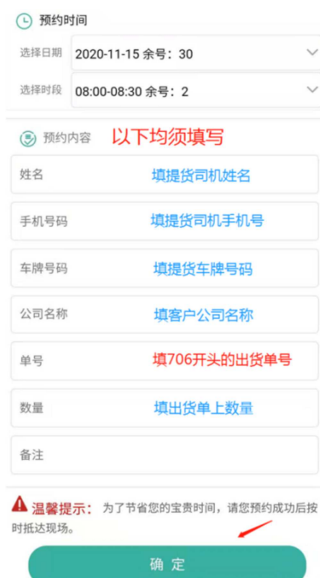 预约时间
选择日期 2020-11-15 余号：30
选择时段 08:00-08:30 余号：2
预约内容 以下均须填写
姓名 填提货司机姓名
手机号码 填提货司机手机号
车牌号码 填提货车牌号码
公司名称 填客户公司名称
单号 填706开头的出货单号
数量 填出货单上数量
备注
温馨提示：为了节省您的宝贵时间，请您预约成功后按
时抵达现场。
确 定